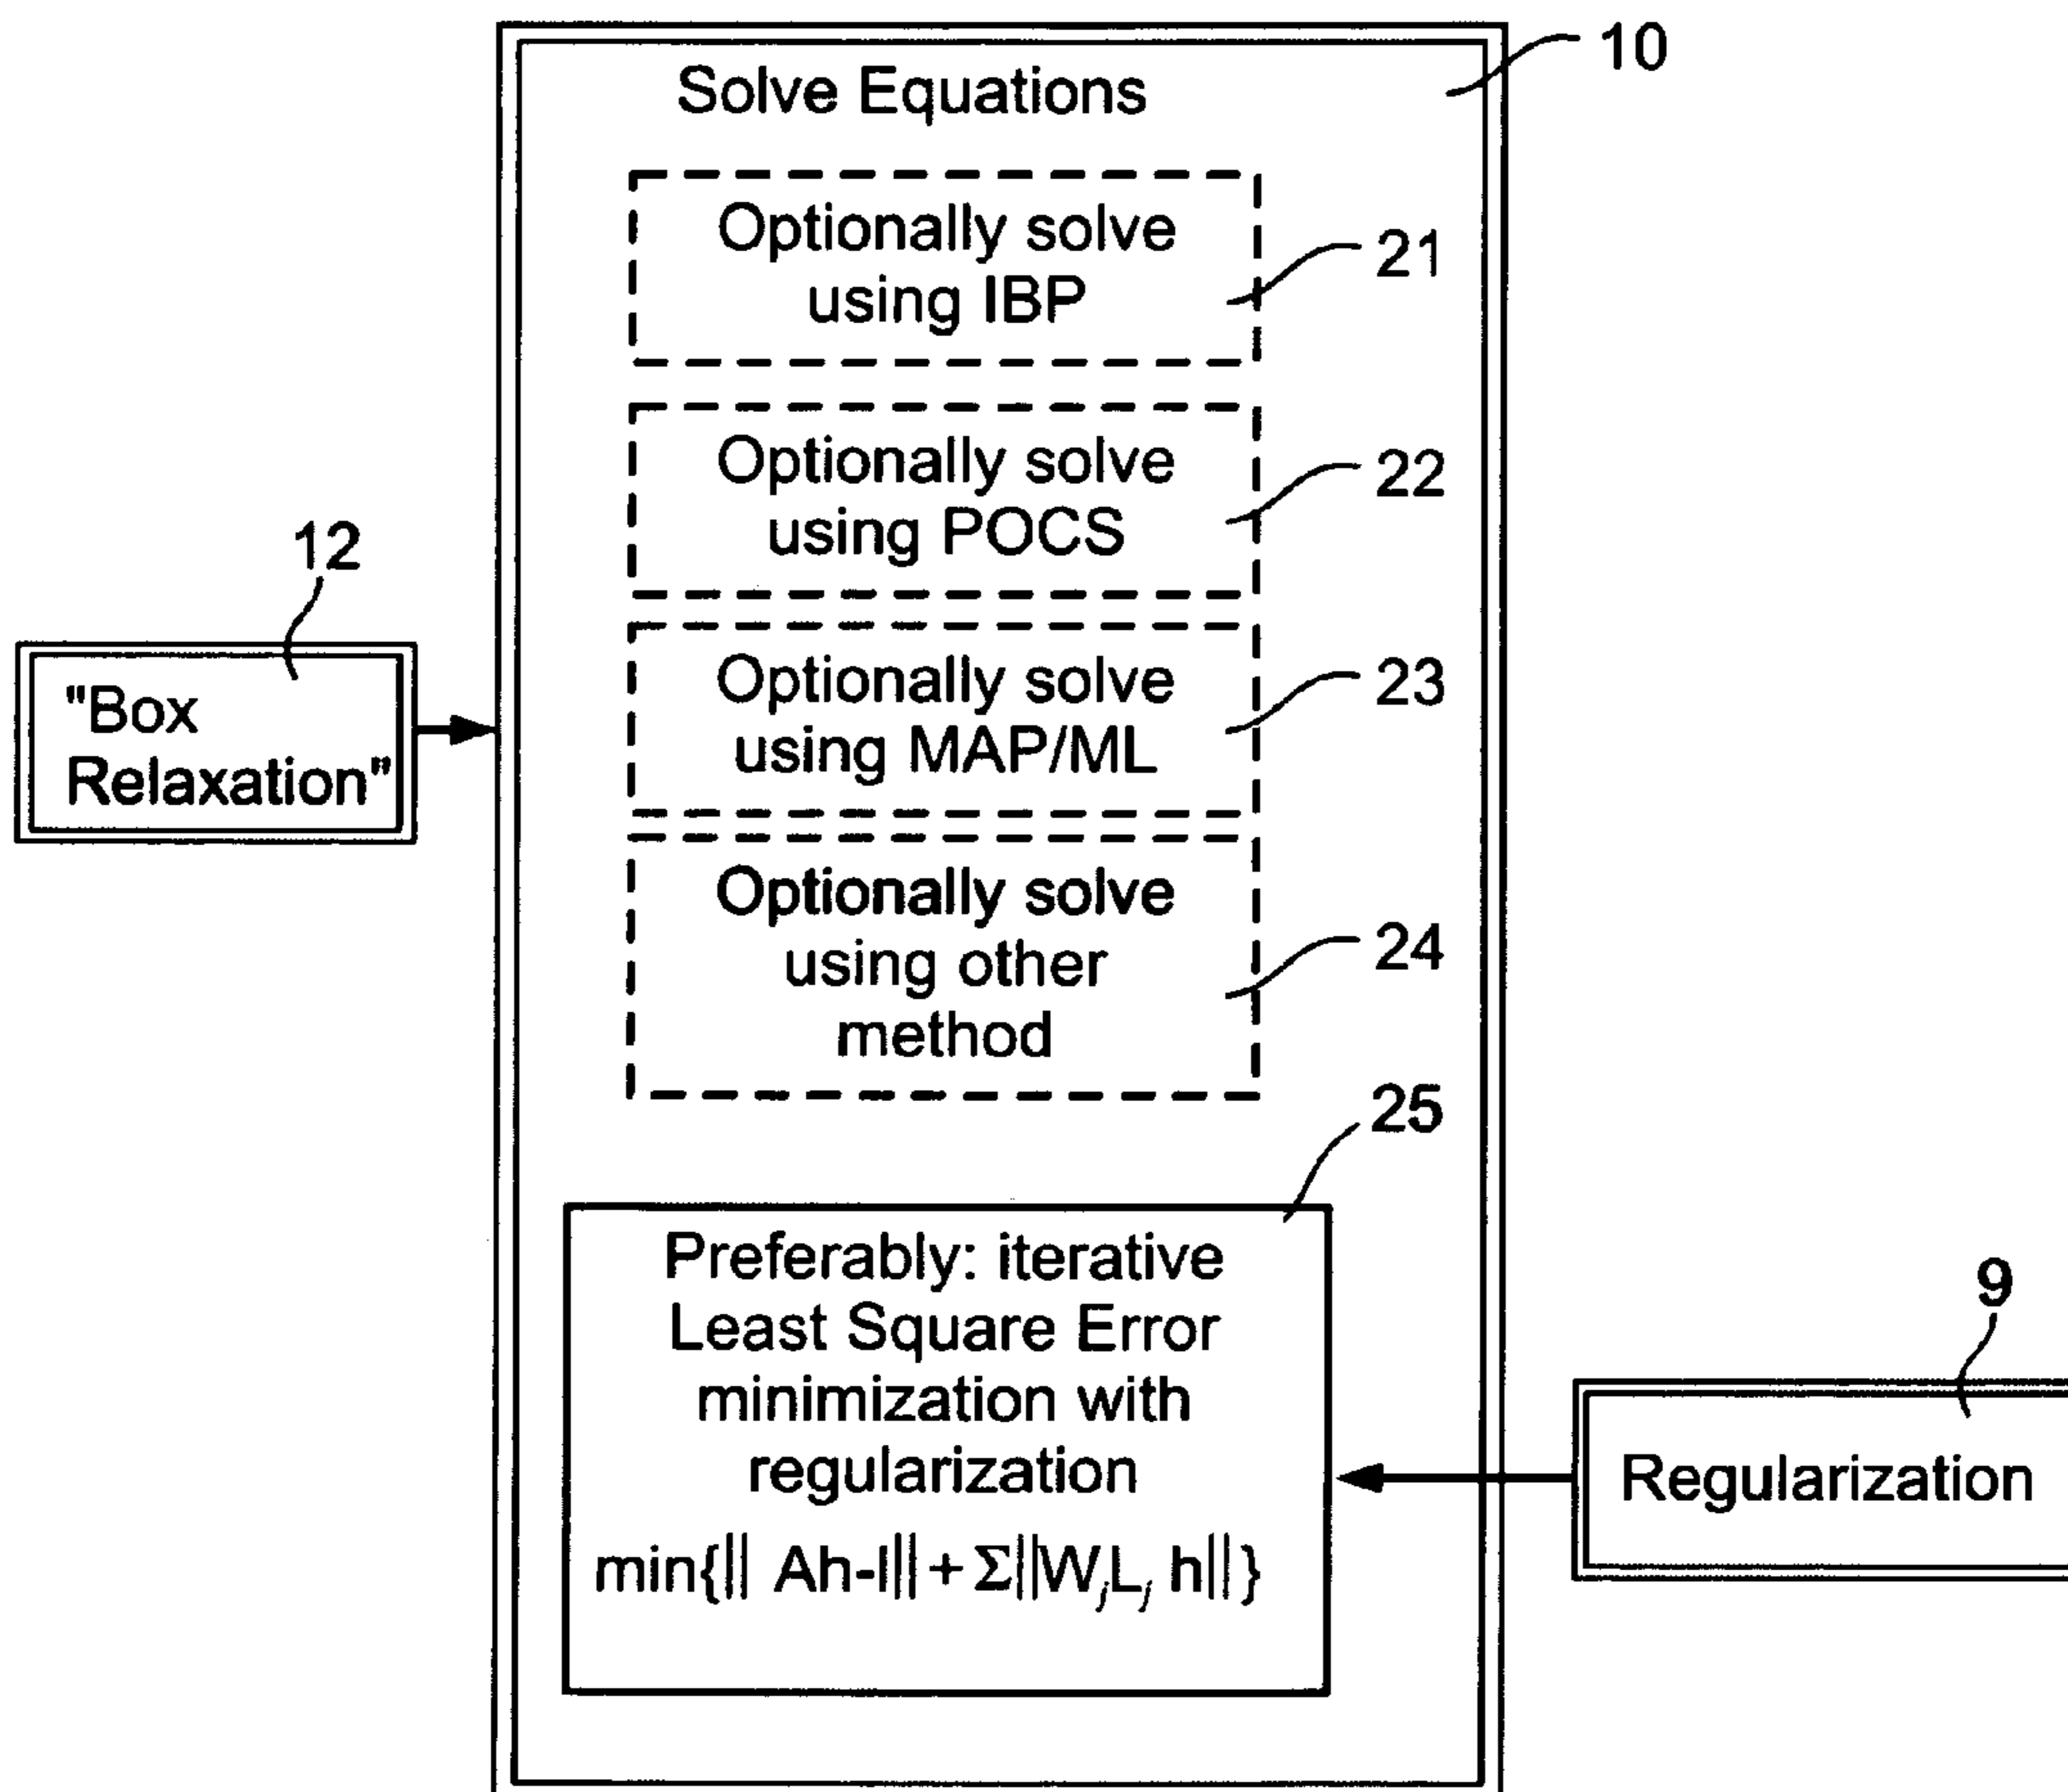 10
Solve Equations
Optionally solve
using IBP
21
Optionally solve
using POCS
22
12
"Box
Relaxation"
Optionally solve
using MAP/ML
23
Optionally solve
using other
method
24
25
Preferably: iterative
Least Square Error
minimization with
regularization
min{|| Ah-l|| + Σ||WⱼLⱼ h||}
9
Regularization